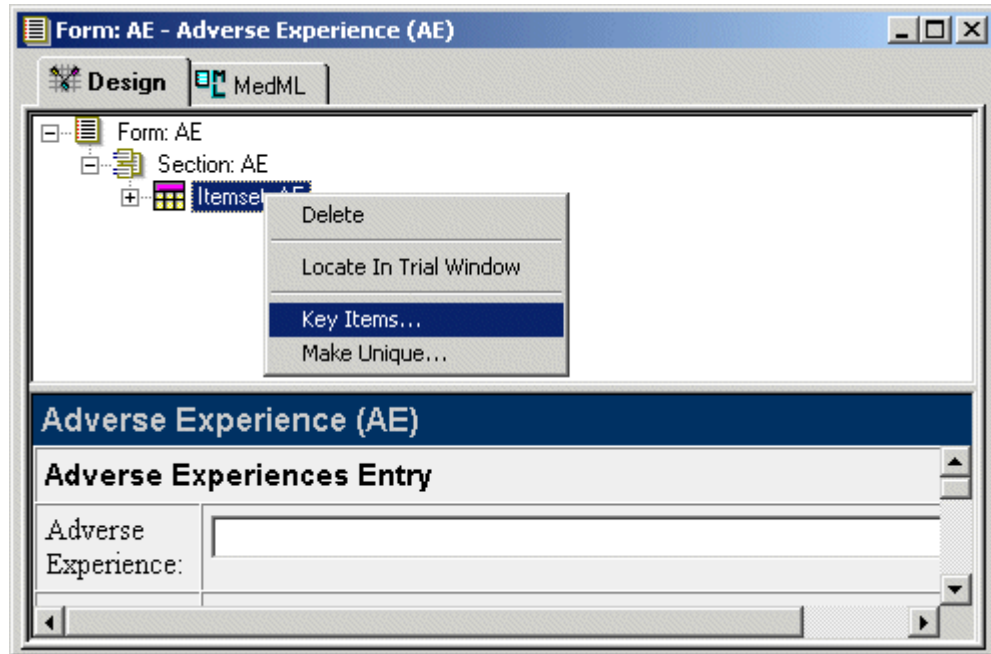 Form: AE - Adverse Experience (AE)
Design MedML
Form: AE
Section: AE
Itemset: AE
Delete
Locate In Trial Window
Key Items...
Make Unique...
Adverse Experience (AE)
Adverse Experiences Entry
Adverse
Experience: